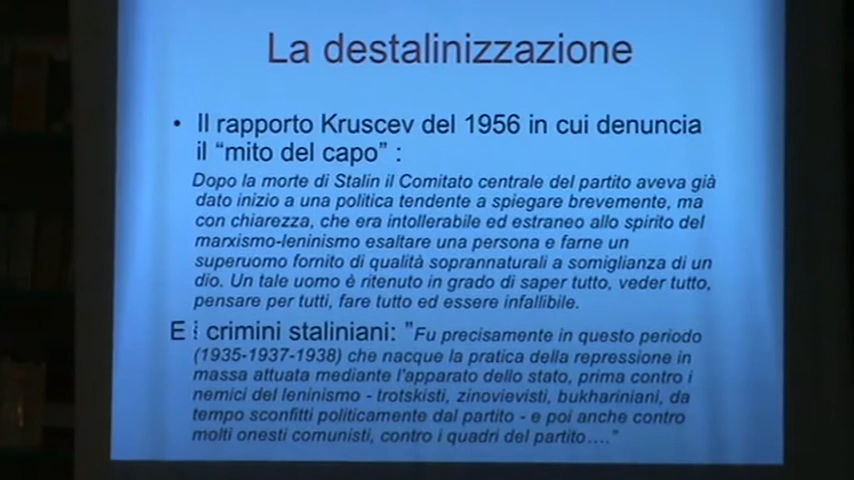 La destalinizzazione
• Il rapporto Kruscev del 1956 in cui denuncia
il “mito del capo” :
Dopo la morte di Stalin il Comitato centrale del partito aveva già
dato inizio a una politica tendente a spiegare brevemente, ma
con chiarezza, che era intollerabile ed estraneo allo spirito del
marxismo-leninismo esaltare una persona e farne un
superuomo fornito di qualità soprannaturali a somiglianza di un
dio. Un tale uomo è ritenuto in grado di saper tutto, veder tutto,
pensare per tutti, fare tutto ed essere infallibile.
E i crimini staliniani: ”Fu precisamente in questo periodo
(1935-1937-1938) che nacque la pratica della repressione in
massa attuata mediante l'apparato dello stato, prima contro i
nemici del leninismo - trotskisti, zinovievisti, bukhariniani, da
tempo sconfitti politicamente dal partito - e poi anche contro
molti onesti comunisti, contro i quadri del partito….”